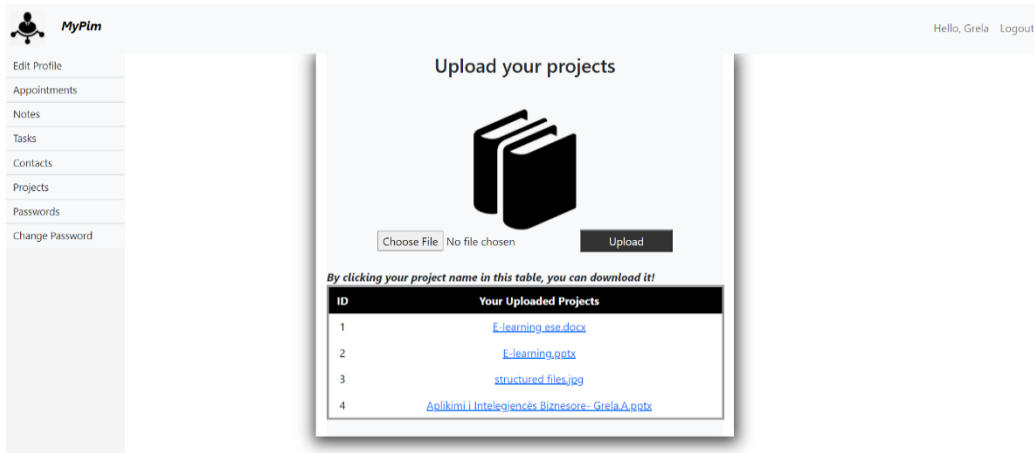 MyPim
Hello, Grela Logout
Edit Profile
Appointments
Notes
Tasks
Contacts
Projects
Passwords
Change Password
Upload your projects
Choose File No file chosen Upload
By clicking your project name in this table, you can download it!
ID Your Uploaded Projects
1 E-learning ese.docx
2 E-learning.pptx
3 structured files.jpg
4 Aplikimi i Intelegjencës Biznesore- Grela.A.pptx